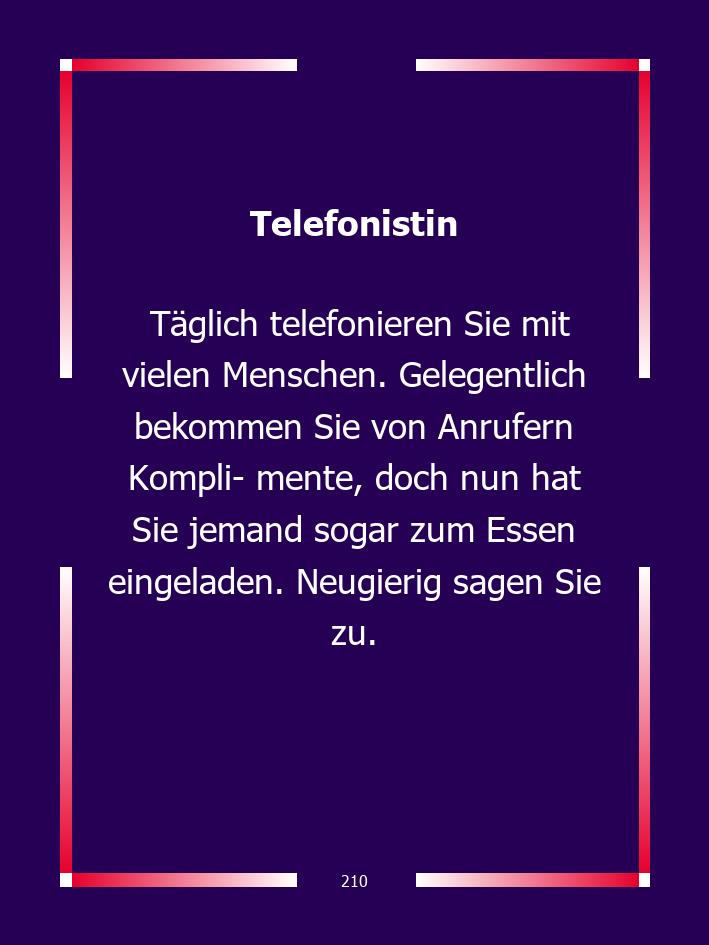 Telefonistin
Täglich telefonieren Sie mit
vielen Menschen. Gelegentlich
bekommen Sie von Anrufern
Kompli- mente, doch nun hat
Sie jemand sogar zum Essen
eingeladen. Neugierig sagen Sie
zu.
210